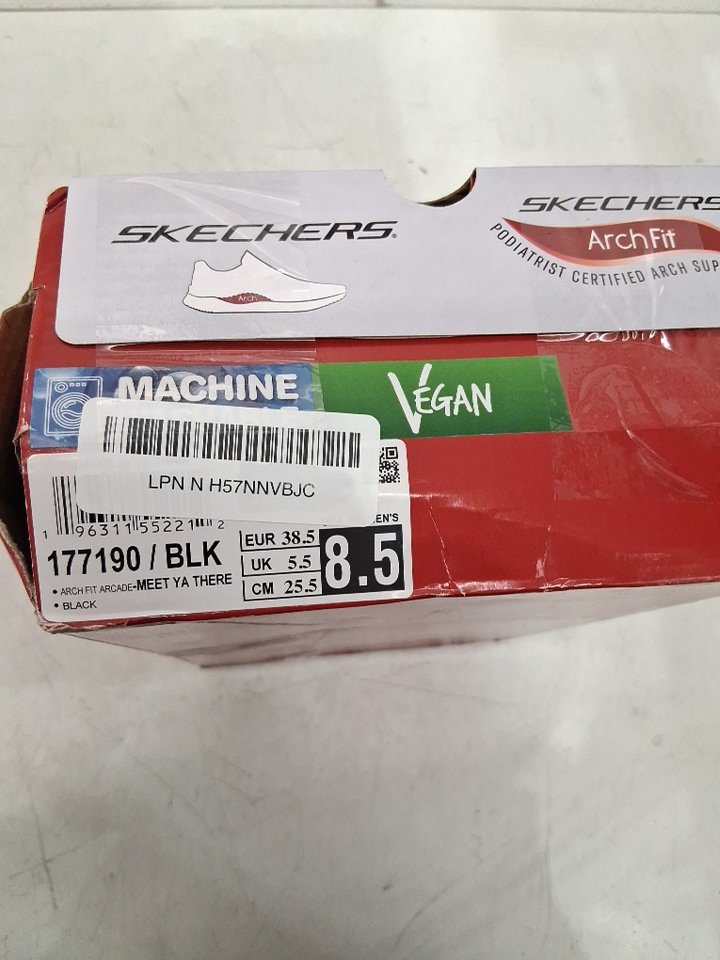 SKECHERS®
Arch
SKECHERS
Arch Fit
PODIATRIST CERTIFIED ARCH
MACHINE
VEGAN
LPN N H57NNVBJC
1 96311 55221 2
177190 / BLK
• ARCH FIT ARCADE-MEET YA THERE
• BLACK
EUR 38.5
UK 5.5
CM 25.5
8.5